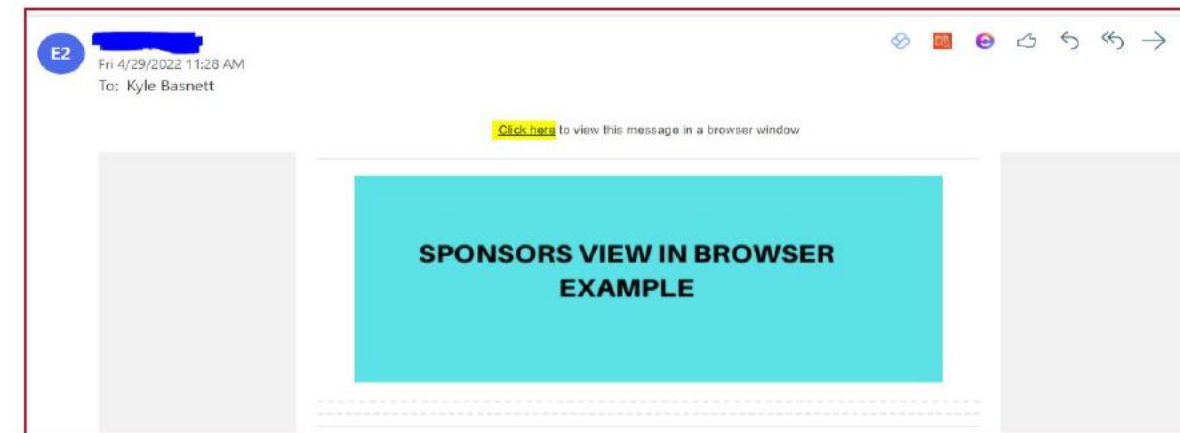 E2
Fri 4/29/2022 11:28 AM
To: Kyle Basnett
Click here to view this message in a browser window
SPONSORS VIEW IN BROWSER
EXAMPLE